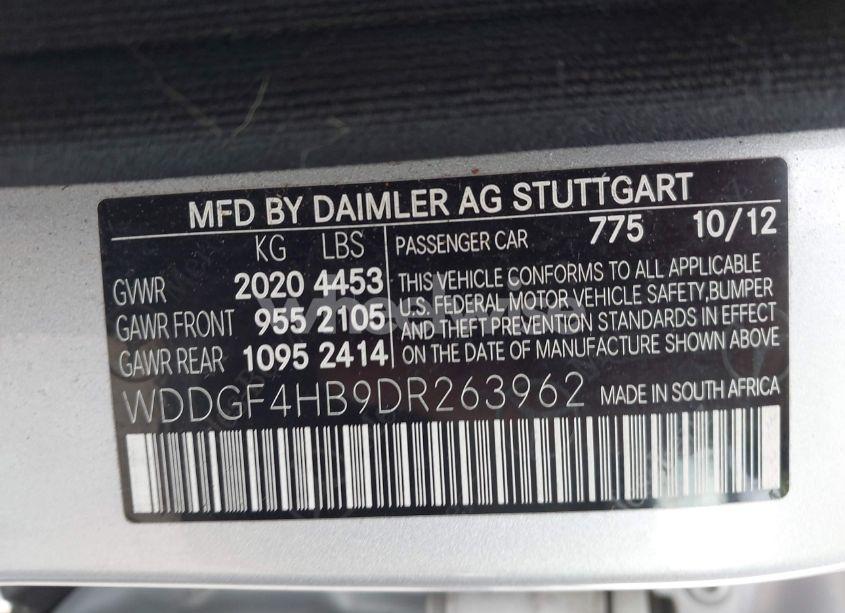 MFD BY DAIMLER AG STUTTGART
KG LBS
GVWR 2020 4453
GAWR FRONT 955 2105
GAWR REAR 1095 2414
PASSENGER CAR 775 10/12
THIS VEHICLE CONFORMS TO ALL APPLICABLE
U.S. FEDERAL MOTOR VEHICLE SAFETY,BUMPER
AND THEFT PREVENTION STANDARDS IN EFFECT
ON THE DATE OF MANUFACTURE SHOWN ABOVE
WDDGF4HB9DR263962 MADE IN SOUTH AFRICA